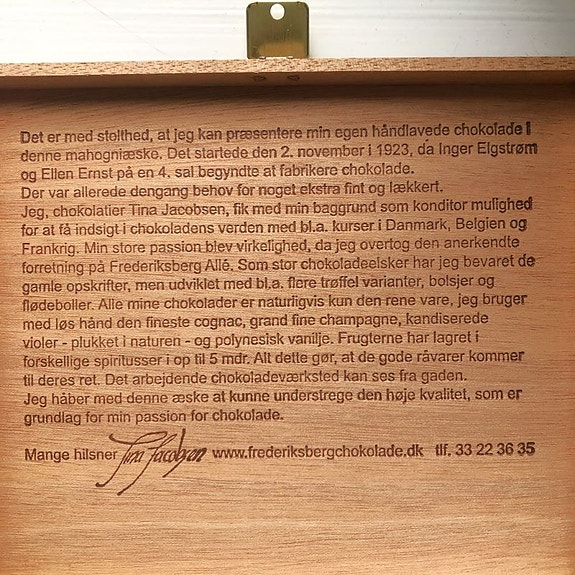 Det er med stolthed, at jeg kan præsentere min egen håndlavede chokolade I
denne mahogniæske. Det startede den 2. november i 1923, da Inger Elgstrøm
og Ellen Ernst på en 4. sal begyndte at fabrikere chokolade.
Der var allerede dengang behov for noget ekstra fint og lækkert.
Jeg, chokolatier Tina Jacobsen, fik med min baggrund som konditor mulighed
for at få indsigt i chokoladens verden med bl.a. kurser i Danmark, Belgien og
Frankrig. Min store passion blev virkelighed, da jeg overtog den anerkendte
forretning på Frederiksberg Allé. Som stor chokoladeelsker har jeg bevaret de
gamle opskrifter, men udviklet med bl.a. flere trøffel varianter, bolsjer og
flødeboller. Alle mine chokolader er naturligvis kun den rene vare, jeg bruger
med løs hånd den fineste cognac, grand fine champagne, kandiserede
violer - plukket i naturen - og polynesisk vanilje. Frugterne har lagret i
forskellige spiritusser i op til 5 mdr. Alt dette gør, at de gode råvarer kommer
til deres ret. Det arbejdende chokoladeværksted kan ses fra gaden.
Jeg håber med denne æske at kunne understrege den høje kvalitet, som er
grundlag for min passion for chokolade.
Mange hilsner Tina Jacobsen www.frederiksbergchokolade.dk tlf. 33 22 36 35